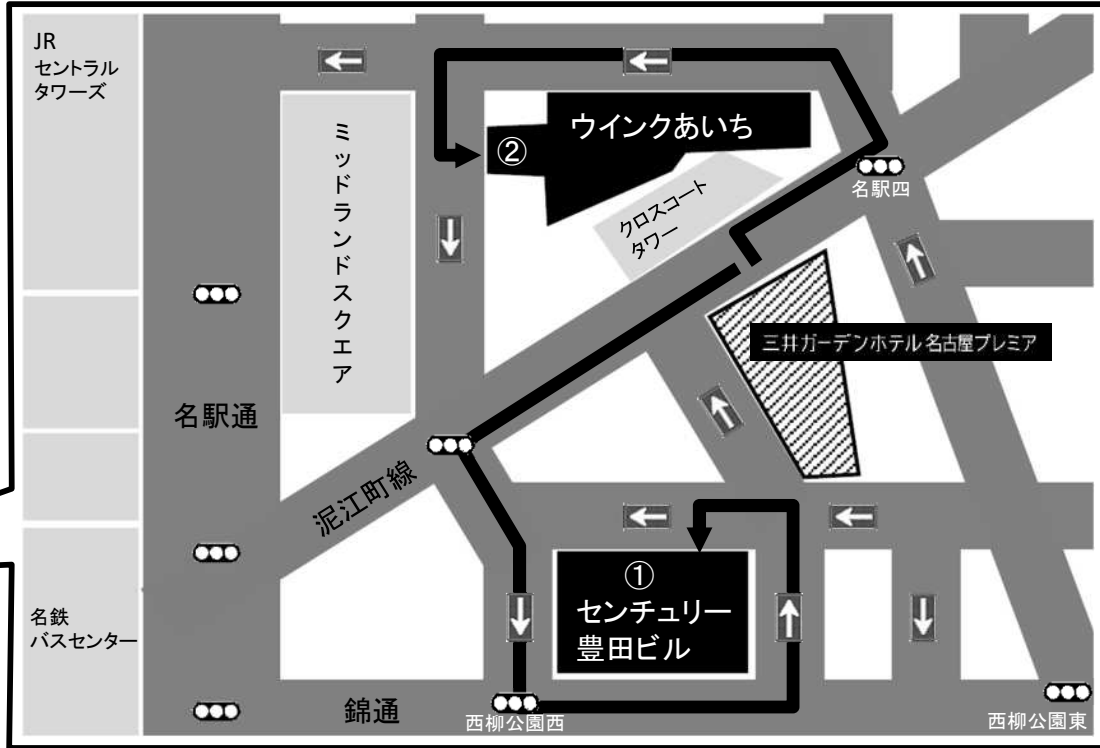 JR
セントラル
タワーズ
ミッドランドスクエア
②
ウインクあいち
クロスコート
タワー
名駅四
三井ガーデンホテル 名古屋プレミア
名駅通
泥江町線
①
センチュリー
豊田ビル
名鉄
バスセンター
錦通
西柳公園西
西柳公園東